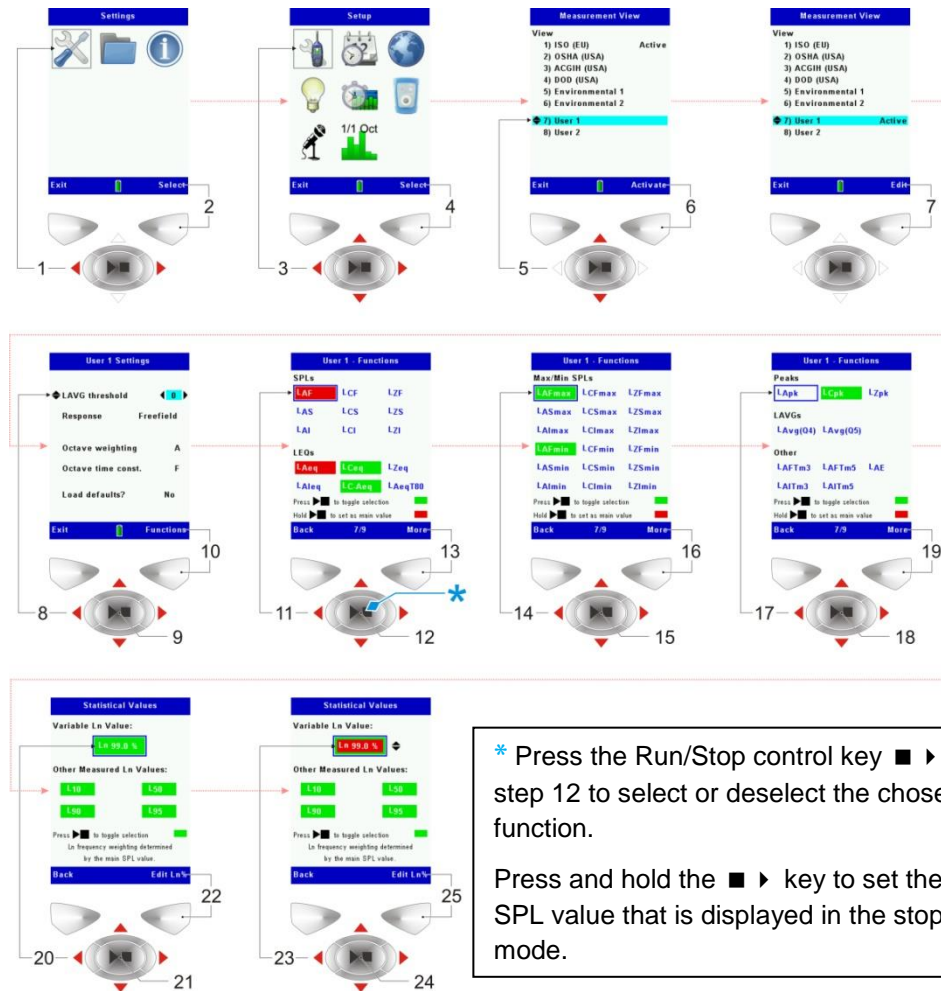 Settings
Exit
Select
1
2
Setup
1/1 Oct
Exit
Select
3
4
Measurement View
View
1) ISO (EU) Active
2) OSHA (USA)
3) ACGIH (USA)
4) DOD (USA)
5) Environmental 1
6) Environmental 2
7) User 1
8) User 2
Exit
Activate
5
6
Measurement View
View
1) ISO (EU)
2) OSHA (USA)
3) ACGIH (USA)
4) DOD (USA)
5) Environmental 1
6) Environmental 2
7) User 1 Active
8) User 2
Exit
Edit
7
User 1 Settings
LAVG threshold 0
Response Freefield
Octave weighting A
Octave time const. F
Load defaults? No
Exit
Functions
10
8
9
User 1 - Functions
SPLs
LAF LCF LZF
LAS LCS LZS
LAI LCI LZI
LEQs
LAeq LCeq LZeq
LAIeq LC-Aeq LAeqT80
Press ▶■ to toggle selection
Hold ▶■ to set as main value
Back 7/9 More
13
*
11
12
User 1 - Functions
Max/Min SPLs
LAFmax LCFmax LZFmax
LASmax LCSmax LZSmax
LAImax LCImax LZImax
LAFmin LCFmin LZFmin
LASmin LCSmin LZSmin
LAImin LCImin LZImin
Press ▶■ to toggle selection
Hold ▶■ to set as main value
Back 7/9 More
16
14
15
User 1 - Functions
Peaks
LApk LCpk LZpk
LAVGs
LAvg(Q4) LAvg(Q5)
Other
LAFTm3 LAFTm5 LAE
LAITm3 LAITm5
Press ▶■ to toggle selection
Hold ▶■ to set as main value
Back 7/9 More
19
17
18
Statistical Values
Variable Ln Value:
Ln 99.0 %
Other Measured Ln Values:
L10 L50
L90 L95
Press ▶■ to toggle selection
Ln frequency weighting determined
by the main SPL value.
Back Edit Ln%
22
20
21
Statistical Values
Variable Ln Value:
Ln 99.0 %
Other Measured Ln Values:
L10 L50
L90 L95
Press ▶■ to toggle selection
Ln frequency weighting determined
by the main SPL value.
Back Edit Ln%
25
23
24
* Press the Run/Stop control key ■ ▶
step 12 to select or deselect the chose
function.
Press and hold the ■ ▶ key to set the
SPL value that is displayed in the stop
mode.